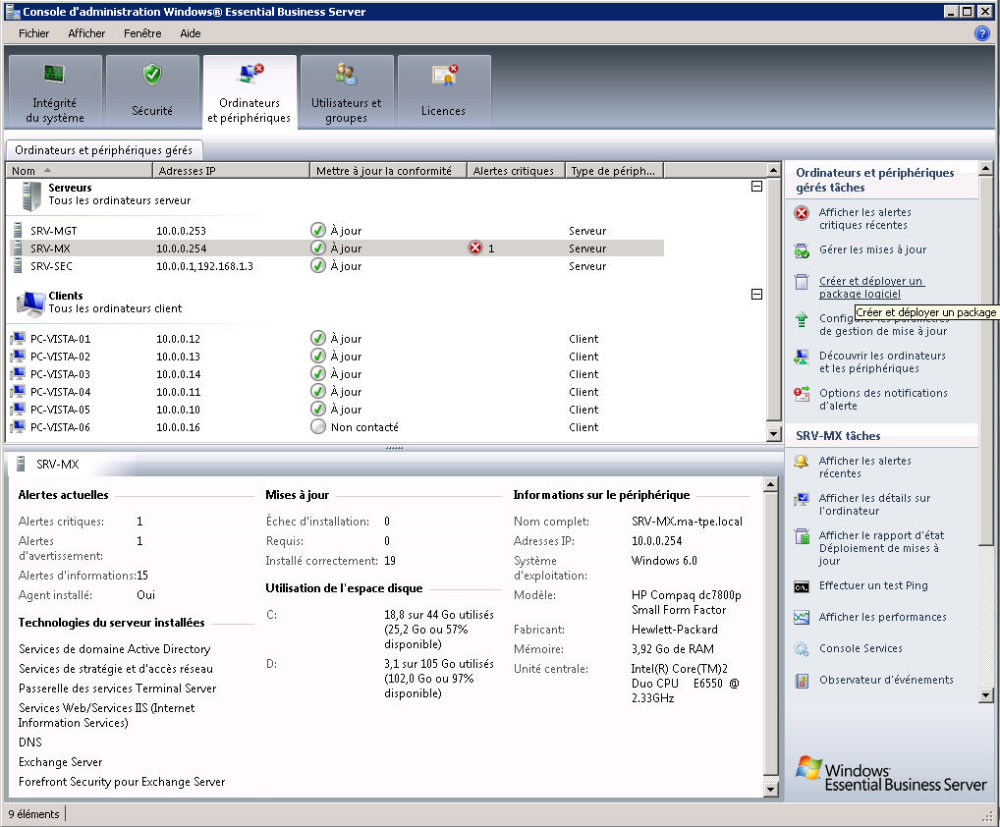 Console d'administration Windows® Essential Business Server
Fichier Afficher Fenêtre Aide
Intégrité
du système
Sécurité
Ordinateurs
et périphériques
Utilisateurs et
groupes
Licences
Ordinateurs et périphériques gérés
Nom Adresses IP Mettre à jour la conformité Alertes critiques Type de périph...
Serveurs
Tous les ordinateurs serveur
SRV-MGT 10.0.0.253 À jour Serveur
SRV-MX 10.0.0.254 À jour 1 Serveur
SRV-SEC 10.0.0.1,192.168.1.3 À jour Serveur
Clients
Tous les ordinateurs client
PC-VISTA-01 10.0.0.12 À jour Client
PC-VISTA-02 10.0.0.13 À jour Client
PC-VISTA-03 10.0.0.14 À jour Client
PC-VISTA-04 10.0.0.11 À jour Client
PC-VISTA-05 10.0.0.10 À jour Client
PC-VISTA-06 10.0.0.16 Non contacté Client
Ordinateurs et périphériques
gérés tâches
Afficher les alertes
critiques récentes
Gérer les mises à jour
Créer et déployer un
package logiciel
Créer et déployer un package
Configurer les paramètres
de gestion de mise à jour
Découvrir les ordinateurs
et les périphériques
Options des notifications
d'alerte
SRV-MX tâches
Afficher les alertes
récentes
Afficher les détails sur
l'ordinateur
Afficher le rapport d'état
Déploiement de mises à
jour
C:\.
Effectuer un test Ping
Afficher les performances
Console Services
Observateur d'événements
SRV-MX
Alertes actuelles
Alertes critiques: 1
Alertes
d'avertissement: 1
Alertes d'informations: 15
Agent installé: Oui
Technologies du serveur installées
Services de domaine Active Directory
Services de stratégie et d'accès réseau
Passerelle des services Terminal Server
Services Web/Services IIS (Internet
Information Services)
DNS
Exchange Server
Forefront Security pour Exchange Server
Mises à jour
Échec d'installation: 0
Requis: 0
Installé correctement: 19
Utilisation de l'espace disque
C: 18,8 sur 44 Go utilisés
(25,2 Go ou 57%
disponible)
D: 3,1 sur 105 Go utilisés
(102,0 Go ou 97%
disponible)
Informations sur le périphérique
Nom complet: SRV-MX.ma-tpe.local
Adresses IP: 10.0.0.254
Système
d'exploitation: Windows 6.0
Modèle: HP Compaq dc7800p
Small Form Factor
Fabricant: Hewlett-Packard
Mémoire: 3,92 Go de RAM
Unité centrale: Intel(R) Core(TM)2
Duo CPU E6550 @
2.33GHz
Windows
Essential Business Server
9 éléments